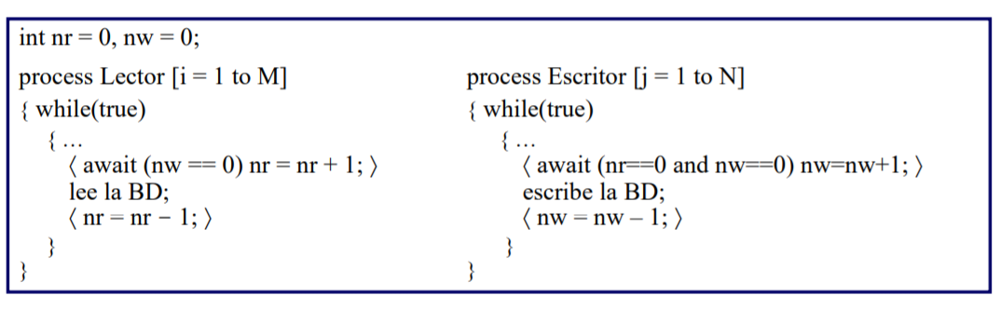 int nr = 0, nw = 0;
process Lector [i = 1 to M]
{ while(true)
{ ...
⟨ await (nw == 0) nr = nr + 1; ⟩
lee la BD;
⟨ nr = nr − 1; ⟩
}
}
process Escritor [j = 1 to N]
{ while(true)
{ ...
⟨ await (nr==0 and nw==0) nw=nw+1; ⟩
escribe la BD;
⟨ nw = nw – 1; ⟩
}
}